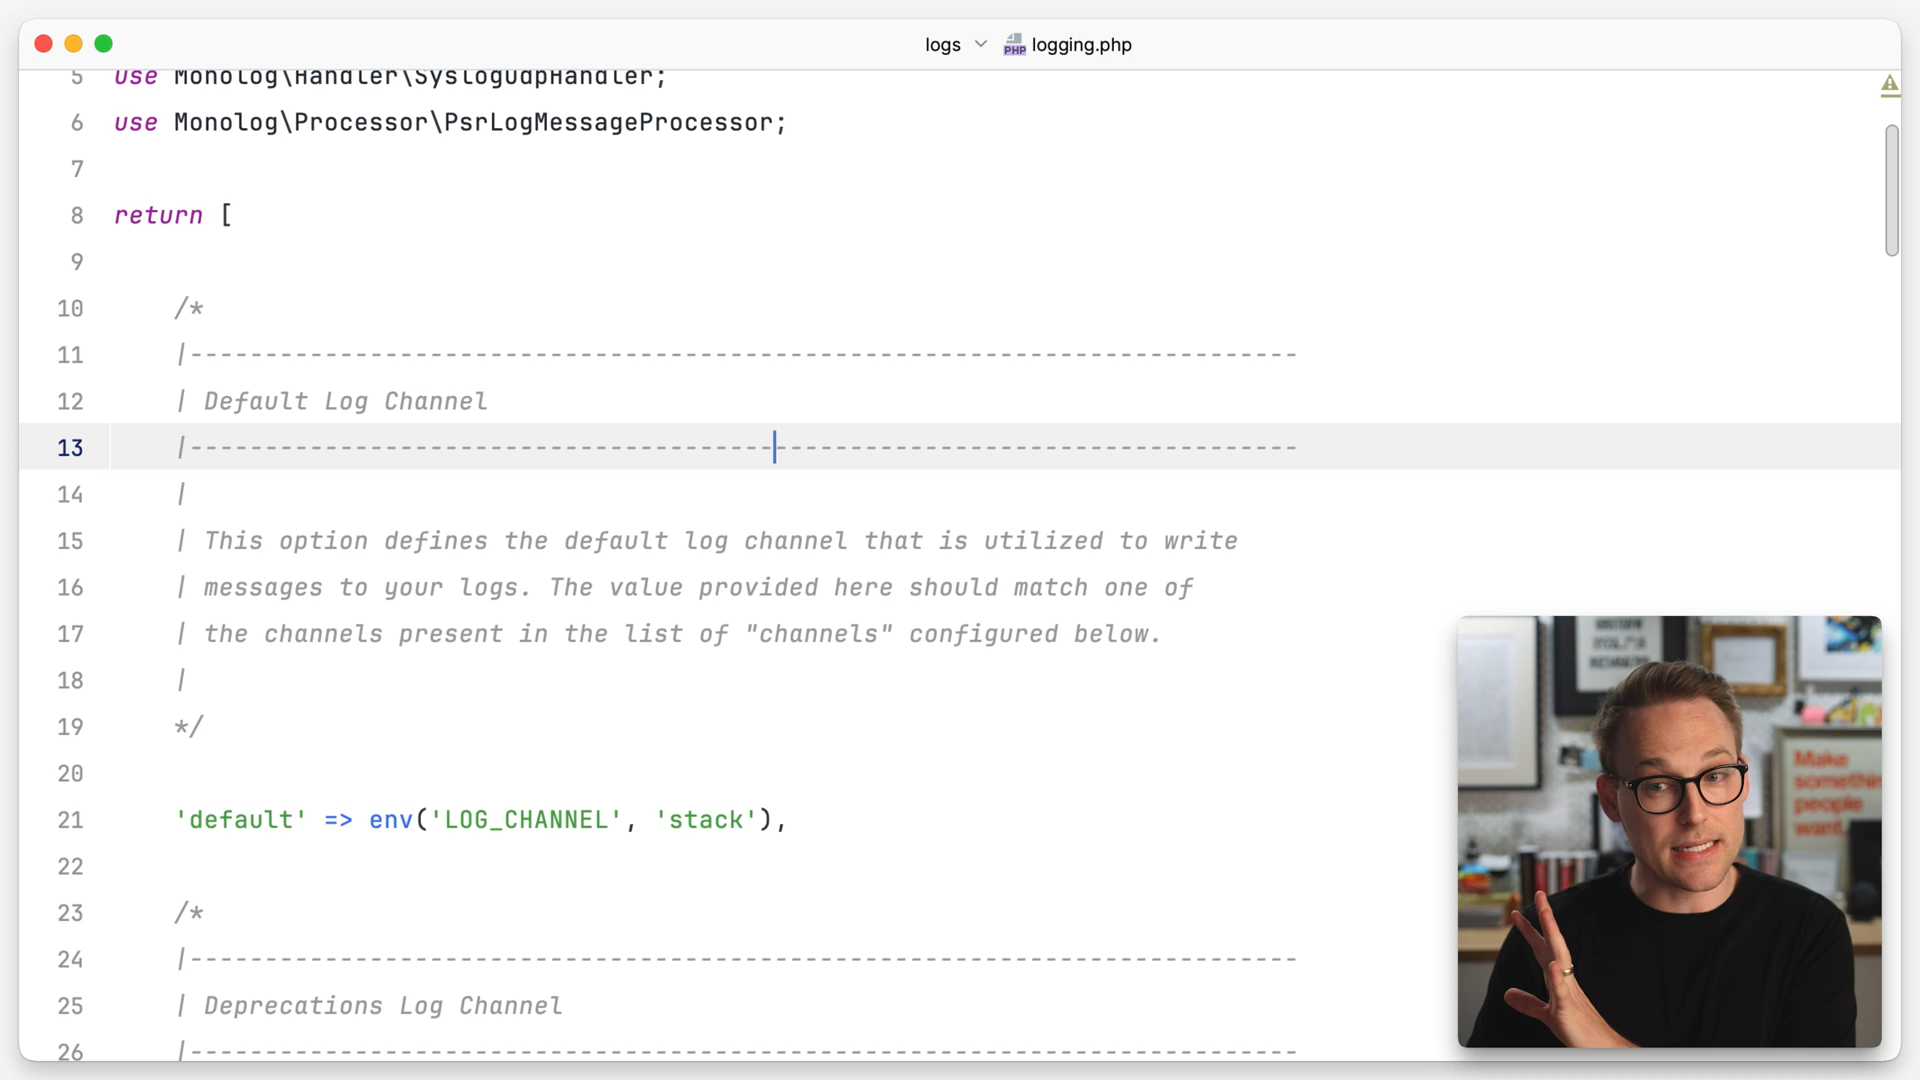 logs logging.php
5 use Monolog\Handler\SyslogUdpHandler;
6 use Monolog\Processor\PsrLogMessageProcessor;
7
8 return [
9
10 /*
11 |--------------------------------------------------------------------------
12 | Default Log Channel
13 |--------------------------------------------------------------------------
14 |
15 | This option defines the default log channel that is utilized to write
16 | messages to your logs. The value provided here should match one of
17 | the channels present in the list of "channels" configured below.
18 |
19 */
20
21 'default' => env('LOG_CHANNEL', 'stack'),
22
23 /*
24 |--------------------------------------------------------------------------
25 | Deprecations Log Channel
26 |--------------------------------------------------------------------------
PHP
Make
people
want